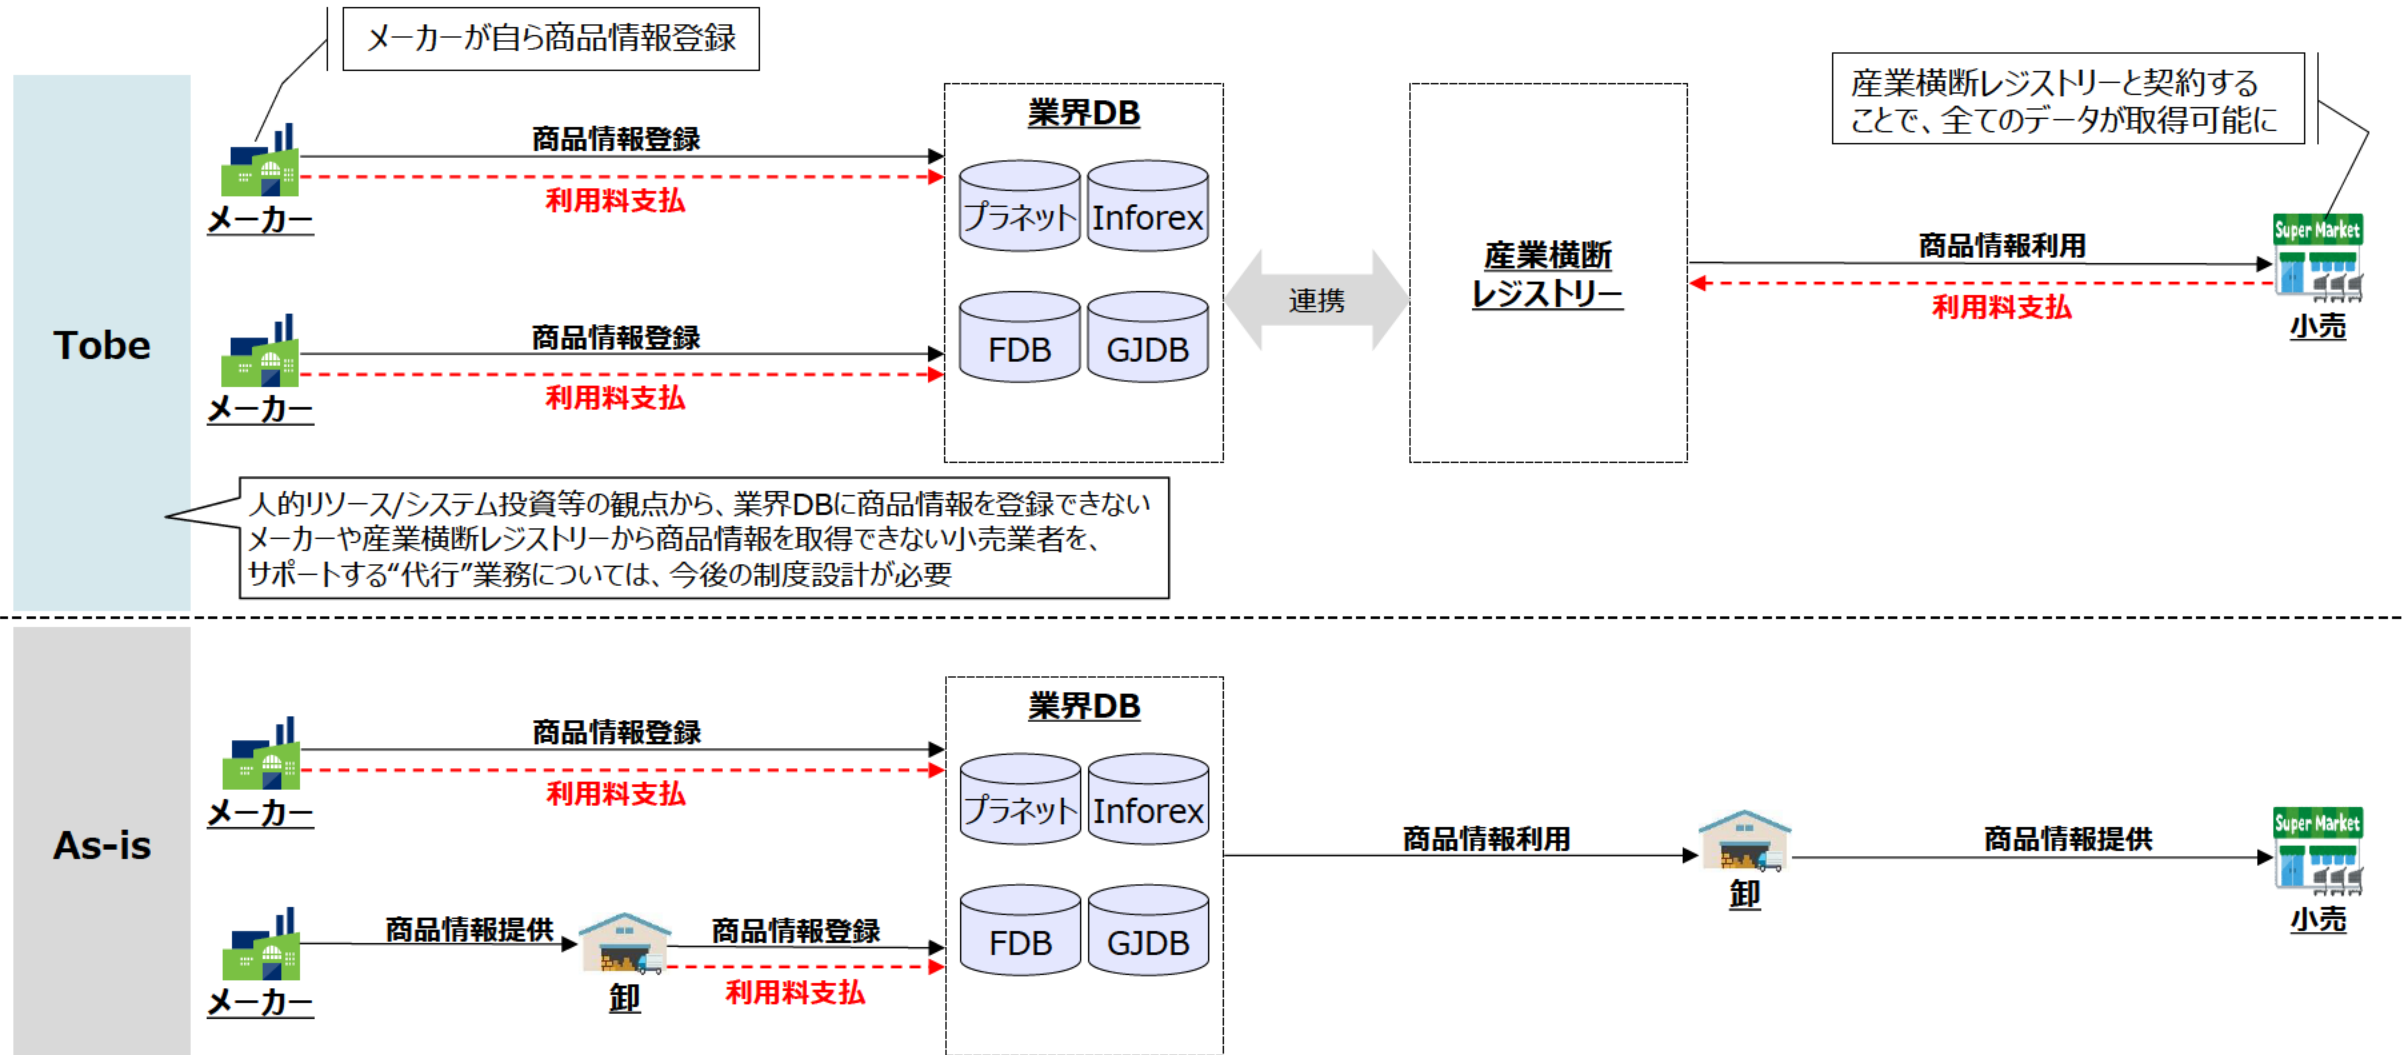 メーカーが自ら商品情報登録
産業横断レジストリーと契約する
ことで、全てのデータが取得可能に
Tobe
メーカー
商品情報登録
利用料支払
メーカー
商品情報登録
利用料支払
業界DB
プラネット
Inforex
FDB
GJDB
連携
産業横断
レジストリー
商品情報利用
利用料支払
Super Market
小売
人的リソース/システム投資等の観点から、業界DBに商品情報を登録できない
メーカーや産業横断レジストリーから商品情報を取得できない小売業者を、
サポートする“代行”業務については、今後の制度設計が必要
As-is
メーカー
商品情報登録
利用料支払
メーカー
商品情報提供
卸
商品情報登録
利用料支払
業界DB
プラネット
Inforex
FDB
GJDB
商品情報利用
卸
商品情報提供
Super Market
小売